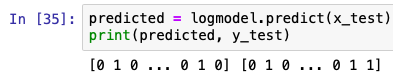 In [35]: predicted = logmodel.predict(x_test)
print(predicted, y_test)
[0 1 0 ... 0 1 0] [0 1 0 ... 0 1 1]